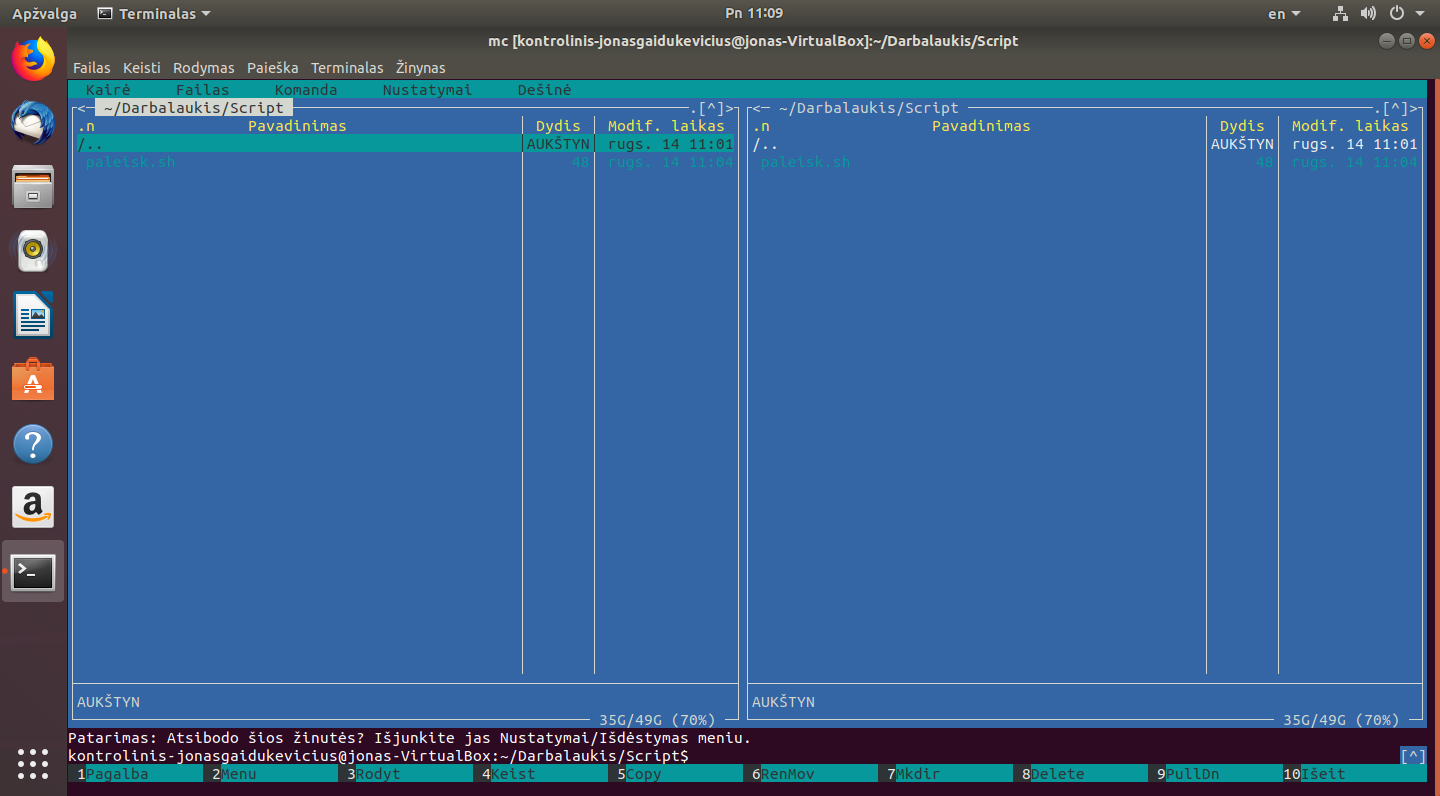 Apžvalga Terminalas Pn 11:09 en
mc [kontrolinis-jonasgaidukevicius@jonas-VirtualBox]:~/Darbalaukis/Script
Failas Keisti Rodymas Paieška Terminalas Žinynas
Kairė Failas Komanda Nustatymai Dešinė
<─ ~/Darbalaukis/Script .[^]> <─ ~/Darbalaukis/Script .[^]>
.n Pavadinimas Dydis Modif. laikas .n Pavadinimas Dydis Modif. laikas
/.. AUKŠTYN rugs. 14 11:01 /.. AUKŠTYN rugs. 14 11:01
paleisk.sh 48 rugs. 14 11:04 paleisk.sh 48 rugs. 14 11:04
AUKŠTYN AUKŠTYN
35G/49G (70%) 35G/49G (70%)
Patarimas: Atsibodo šios žinutės? Išjunkite jas Nustatymai/Išdėstymas meniu.
kontrolinis-jonasgaidukevicius@jonas-VirtualBox:~/Darbalaukis/Script$ [^]
1Pagalba 2Menu 3Rodyt 4Keist 5Copy 6RenMov 7Mkdir 8Delete 9PullDn 10Išeit